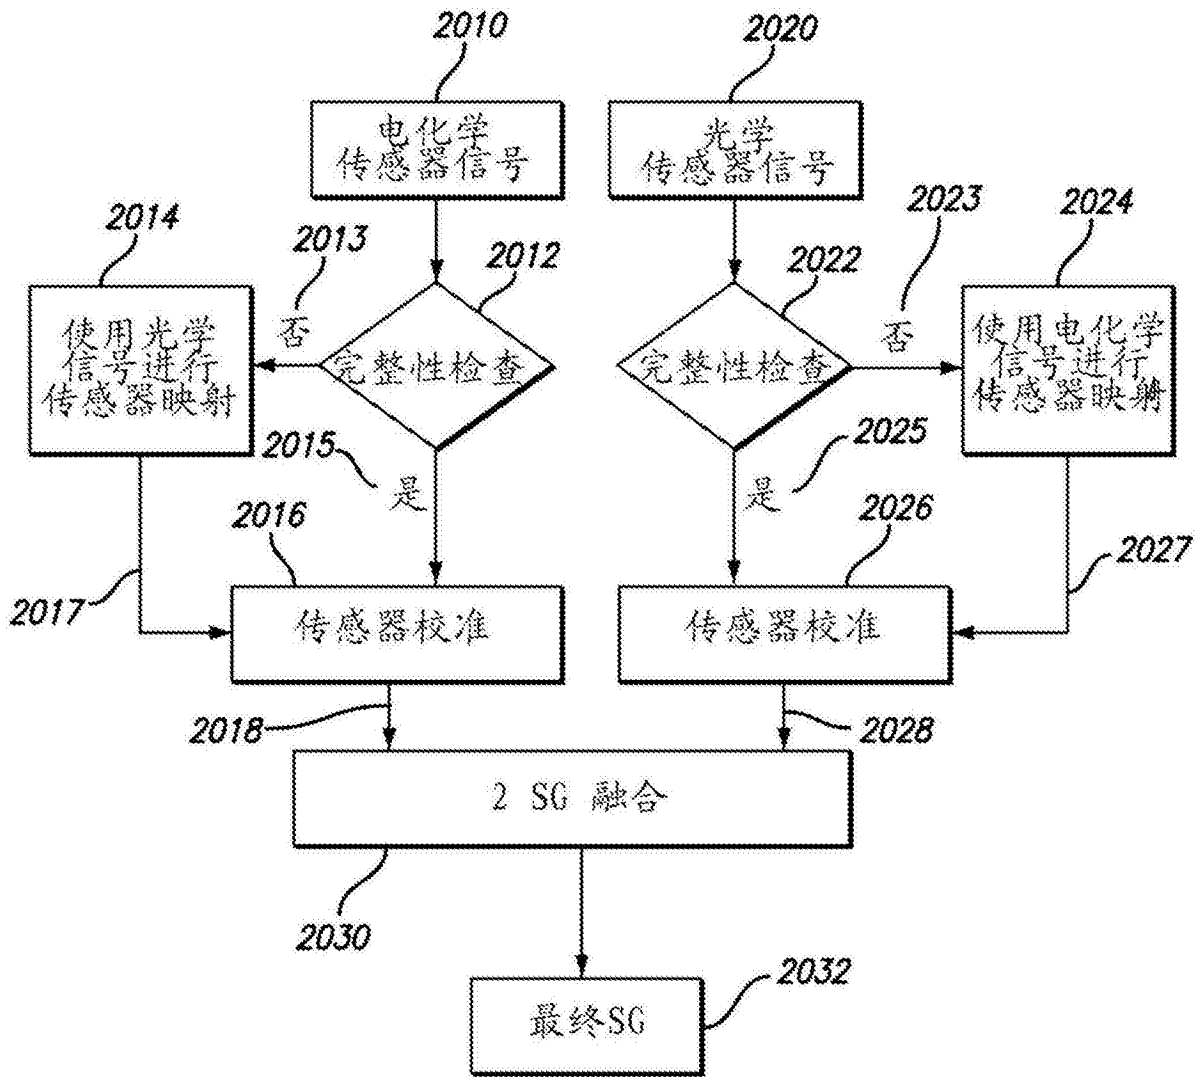 2010
2020
电化学
传感器信号
光学
传感器信号
2014
2013
2012
2022
2023
2024
使用光学
信号进行
传感器映射
否
完整性检查
完整性检查
否
使用电化学
信号进行
传感器映射
2015
是
2025
是
2016
2026
2017
2027
传感器校准
传感器校准
2018
2028
2 SG 融合
2030
2032
最终SG